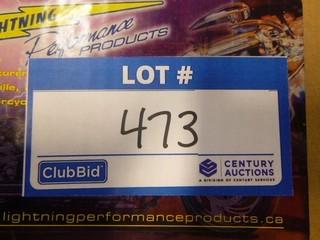 LIGHTNING
Performance
PRODUCTS
LOT #
473
ClubBid
CENTURY
AUCTIONS
A DIVISION OF CENTURY SERVICES
lightningperformanceproducts.ca